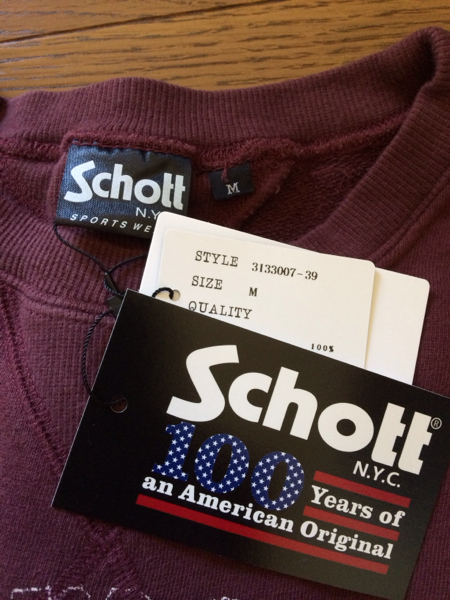 Schott
N.Y.
SPORTS WE
M
STYLE 3133007-39
SIZE M
QUALITY
100%
Schott®
N.Y.C.
100
Years of
an American Original